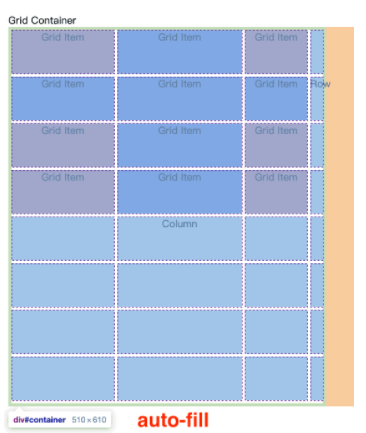 Grid Container
Grid Item Grid Item Grid Item
Grid Item Grid Item Grid Item Row
Grid Item Grid Item Grid Item
Grid Item Grid Item Grid Item
Column
div#container 510 × 610 auto-fill